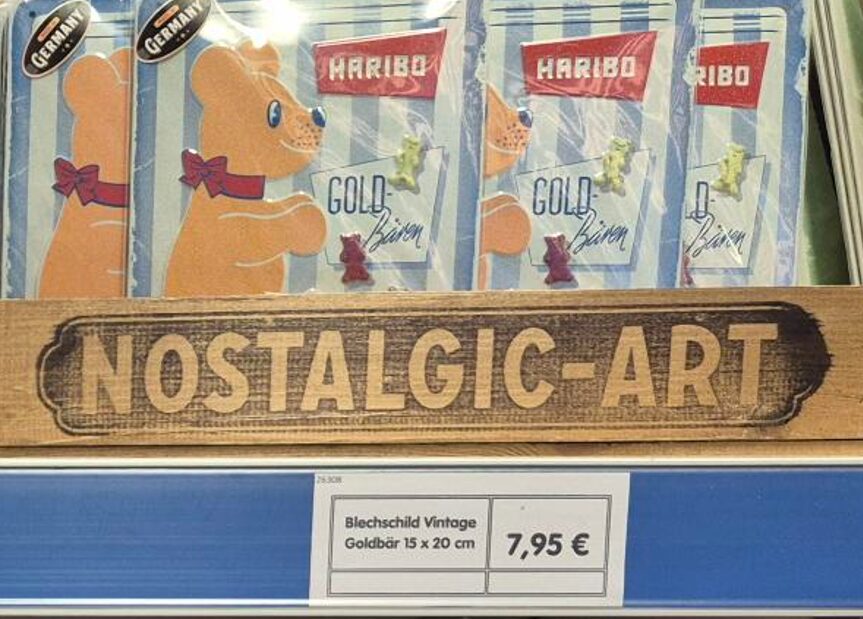 GERMANY
GERMANY
HARIBO
HARIBO
RIBO
GOLD-
Bären
GOLD-
Bären
D-
Bären
NOSTALGIC-ART
Blechschild Vintage
Goldbär 15 x 20 cm
7,95 €